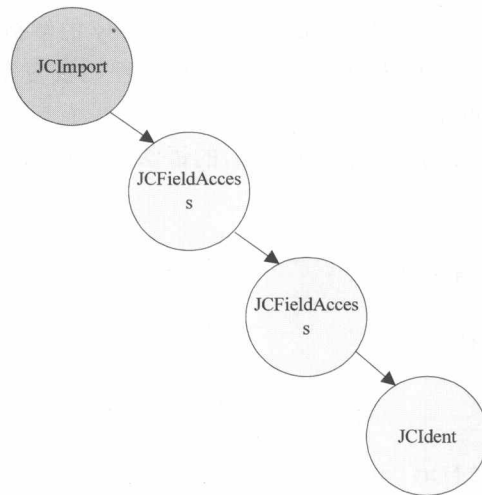 JCImport
JCFieldAcces
s
JCFieldAcces
s
JCIdent